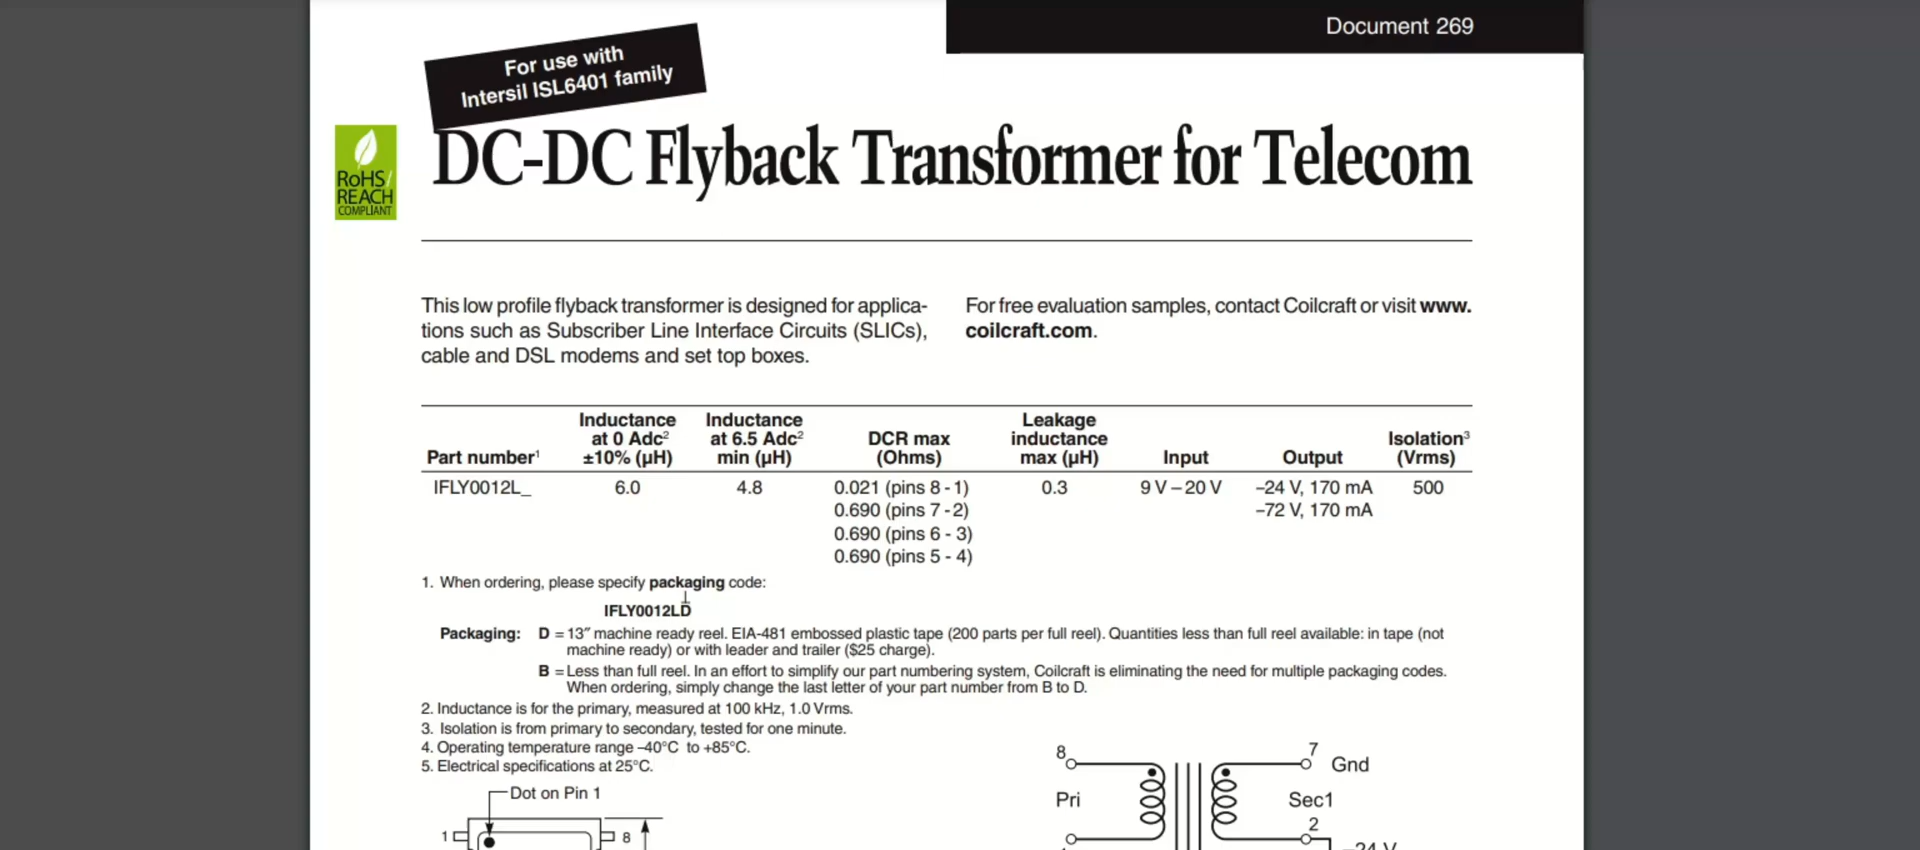 Document 269
For use with
Intersil ISL6401 family
RoHS/
REACH
COMPLIANT
DC-DC Flyback Transformer for Telecom
This low profile flyback transformer is designed for applica-
tions such as Subscriber Line Interface Circuits (SLICs),
cable and DSL modems and set top boxes.
For free evaluation samples, contact Coilcraft or visit www.
coilcraft.com.
Part number¹ Inductance at 0 Adc² ±10% (µH) Inductance at 6.5 Adc² min (µH) DCR max (Ohms) Leakage inductance max (µH) Input Output Isolation³ (Vrms)
IFLY0012L_ 6.0 4.8 0.021 (pins 8 - 1) 0.3 9 V – 20 V –24 V, 170 mA 500
0.690 (pins 7 - 2) –72 V, 170 mA
0.690 (pins 6 - 3)
0.690 (pins 5 - 4)
1. When ordering, please specify packaging code:
IFLY0012LD
Packaging: D = 13″ machine ready reel. EIA-481 embossed plastic tape (200 parts per full reel). Quantities less than full reel available: in tape (not
machine ready) or with leader and trailer ($25 charge).
B = Less than full reel. In an effort to simplify our part numbering system, Coilcraft is eliminating the need for multiple packaging codes.
When ordering, simply change the last letter of your part number from B to D.
2. Inductance is for the primary, measured at 100 kHz, 1.0 Vrms.
3. Isolation is from primary to secondary, tested for one minute.
4. Operating temperature range –40°C to +85°C.
5. Electrical specifications at 25°C.
Dot on Pin 1
1 8
8 7
Gnd
Pri Sec1
2
–24 V